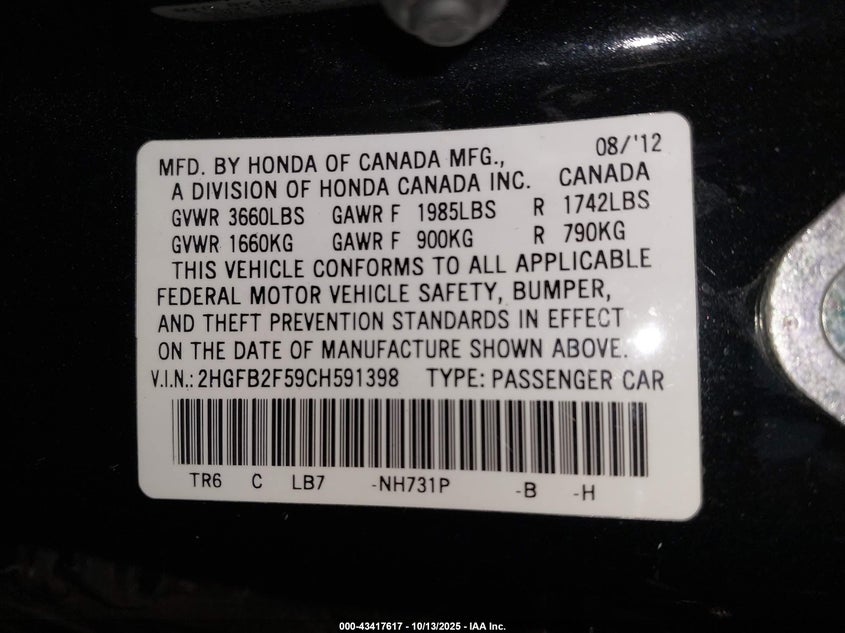 MFD. BY HONDA OF CANADA MFG., 08/'12
A DIVISION OF HONDA CANADA INC. CANADA
GVWR 3660LBS GAWR F 1985LBS R 1742LBS
GVWR 1660KG GAWR F 900KG R 790KG
THIS VEHICLE CONFORMS TO ALL APPLICABLE
FEDERAL MOTOR VEHICLE SAFETY, BUMPER,
AND THEFT PREVENTION STANDARDS IN EFFECT
ON THE DATE OF MANUFACTURE SHOWN ABOVE.
V.I.N.: 2HGFB2F59CH591398 TYPE: PASSENGER CAR
TR6 C LB7 -NH731P -B -H
000-43417617 - 10/13/2025 - IAA Inc.